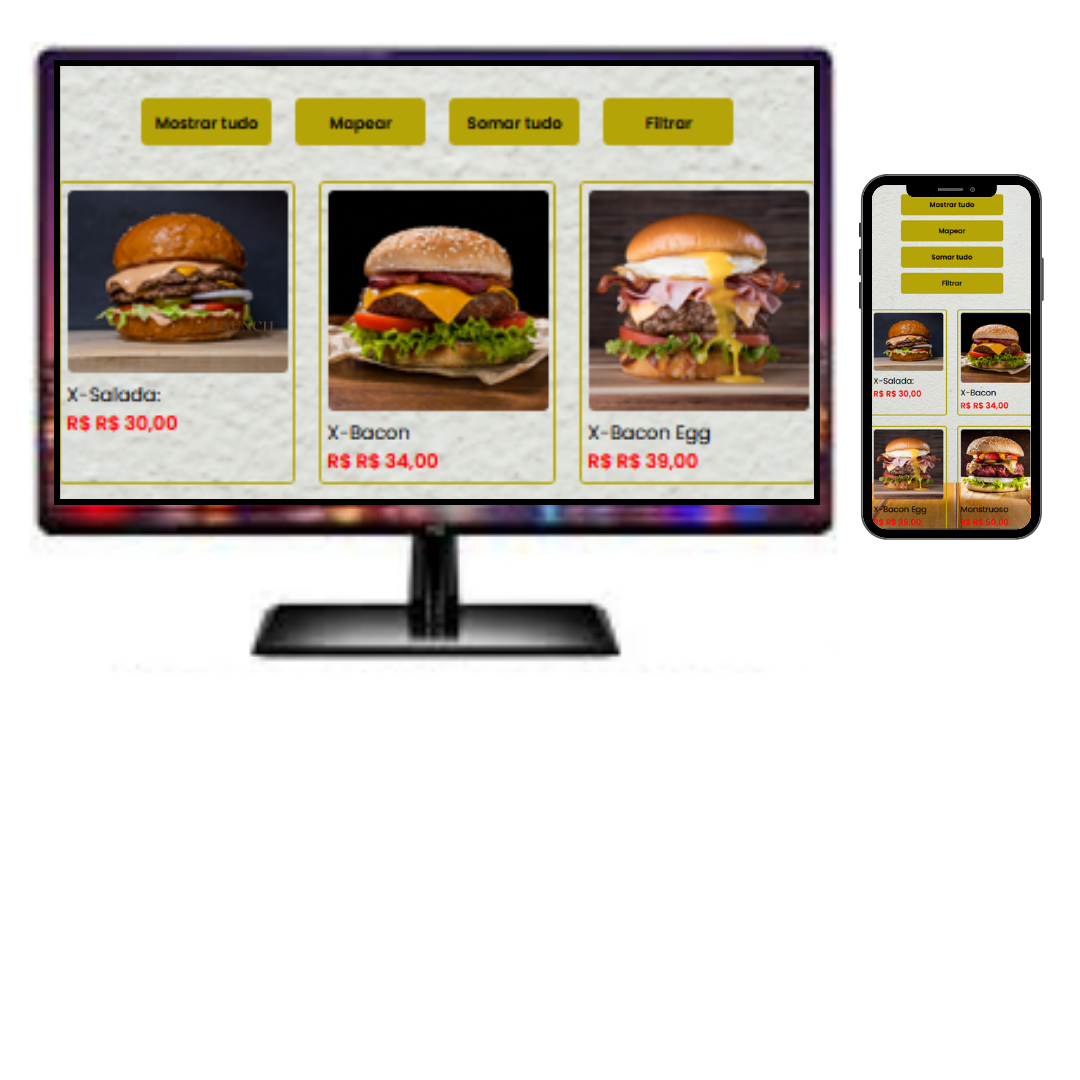 Mostrar tudo
Mapear
Somar tudo
Filtrar
X-Salada:
R$ R$ 30,00
X-Bacon
R$ R$ 34,00
X-Bacon Egg
R$ R$ 39,00
Mostrar tudo
Mapear
Somar tudo
Filtrar
X-Salada:
R$ R$ 30,00
X-Bacon
R$ R$ 34,00
X-Bacon Egg
R$ R$ 39,00
Monstruoso
R$ R$ 50,00